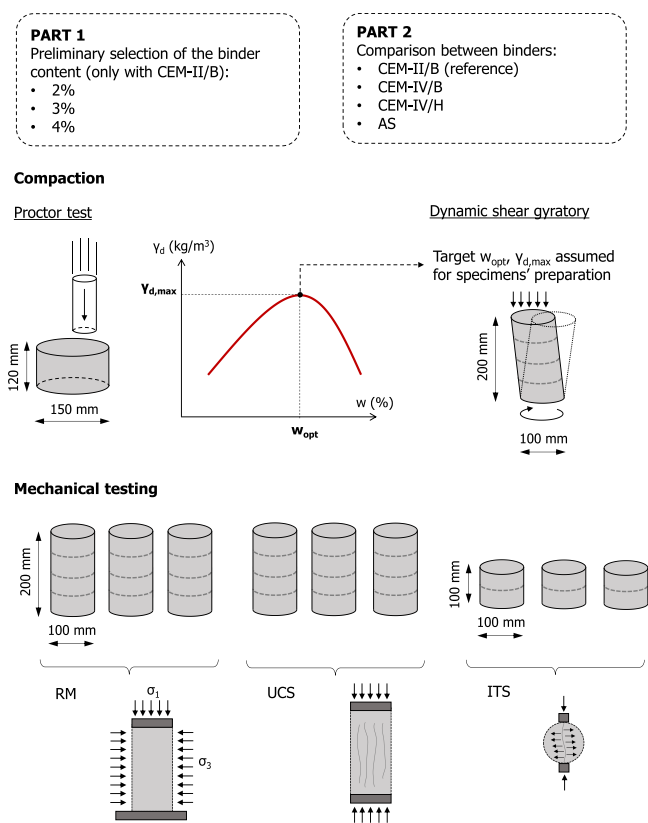 PART 1
Preliminary selection of the binder
content (only with CEM-II/B):
• 2%
• 3%
• 4%
PART 2
Comparison between binders:
• CEM-II/B (reference)
• CEM-IV/B
• CEM-IV/H
• AS
Compaction
Proctor test
120 mm
150 mm
γd (kg/m³)
γd,max
w (%)
wopt
Dynamic shear gyratory
Target wopt, γd,max assumed
for specimens’ preparation
200 mm
100 mm
Mechanical testing
200 mm
100 mm
100 mm
100 mm
RM
σ1
σ3
UCS
ITS